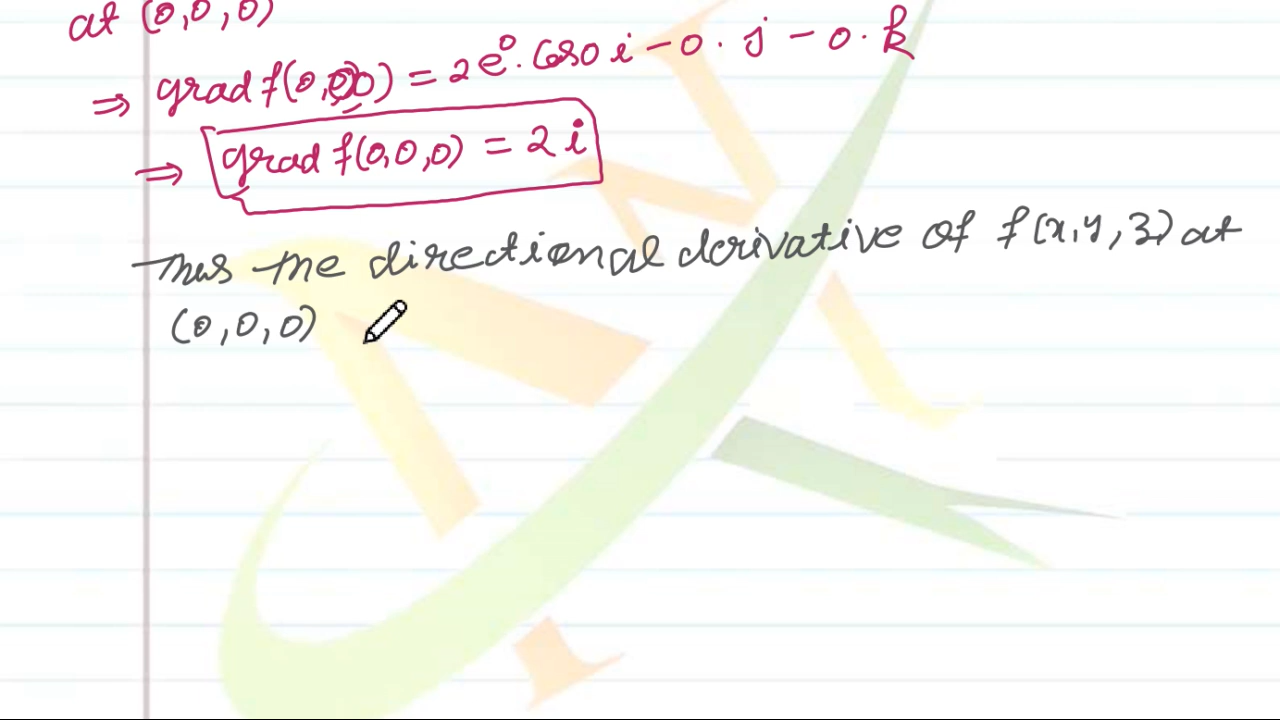 at (0,0,0)
⇒ grad f(0,0,0) = 2e⁰. Cos0 i - 0. j - 0. k
⇒ grad f(0,0,0) = 2 i
Thus the directional derivative of f(x,y,z) at
(0,0,0)